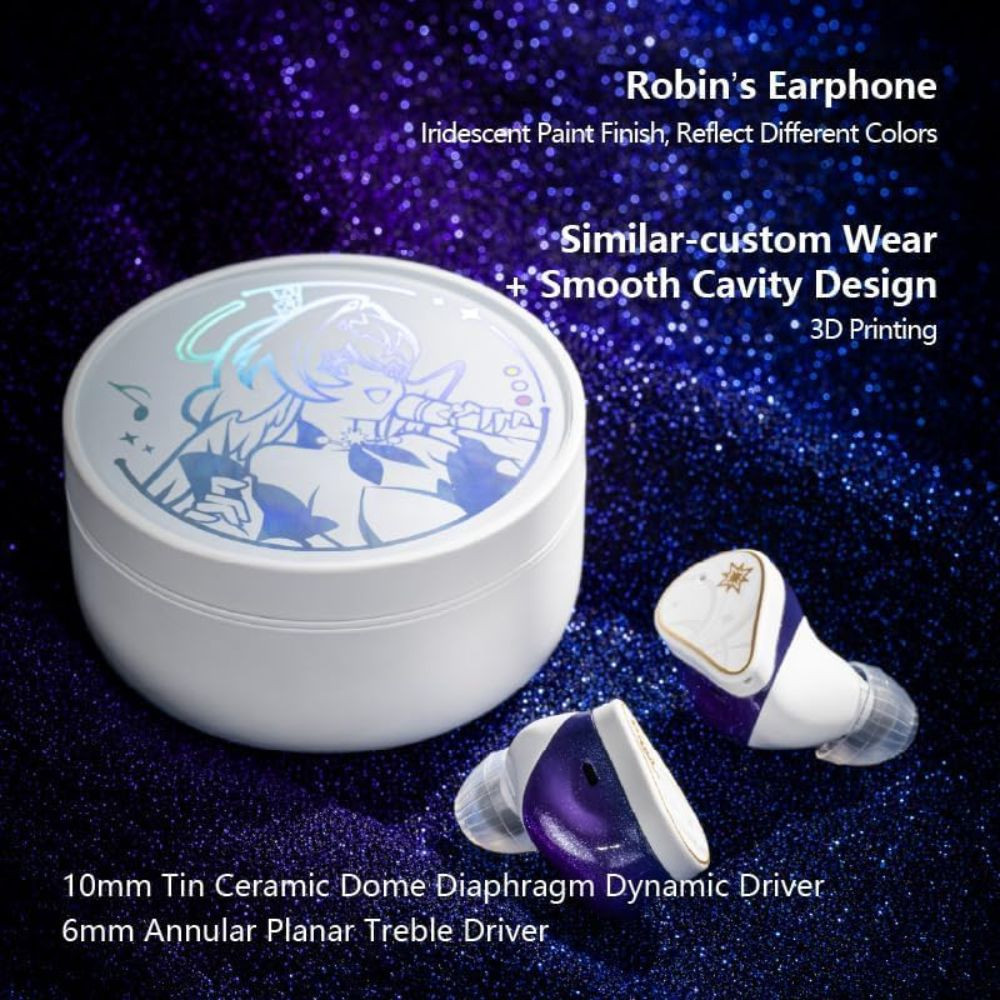 Robin's Earphone
Iridescent Paint Finish, Reflect Different Colors
Similar-custom Wear
+ Smooth Cavity Design
3D Printing
10mm Tin Ceramic Dome Diaphragm Dynamic Driver
6mm Annular Planar Treble Driver